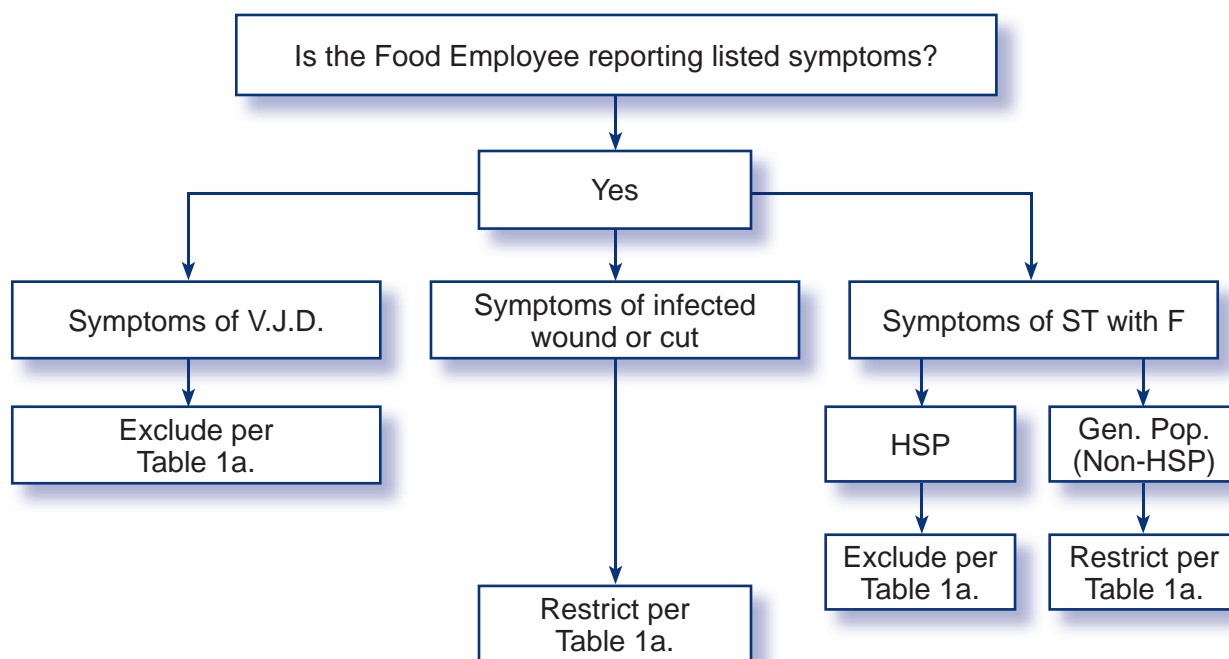 Is the Food Employee reporting listed symptoms?
Yes
Symptoms of V.J.D.
Symptoms of infected
wound or cut
Symptoms of ST with F
Exclude per
Table 1a.
HSP
Gen. Pop.
(Non-HSP)
Exclude per
Table 1a.
Restrict per
Table 1a.
Restrict per
Table 1a.